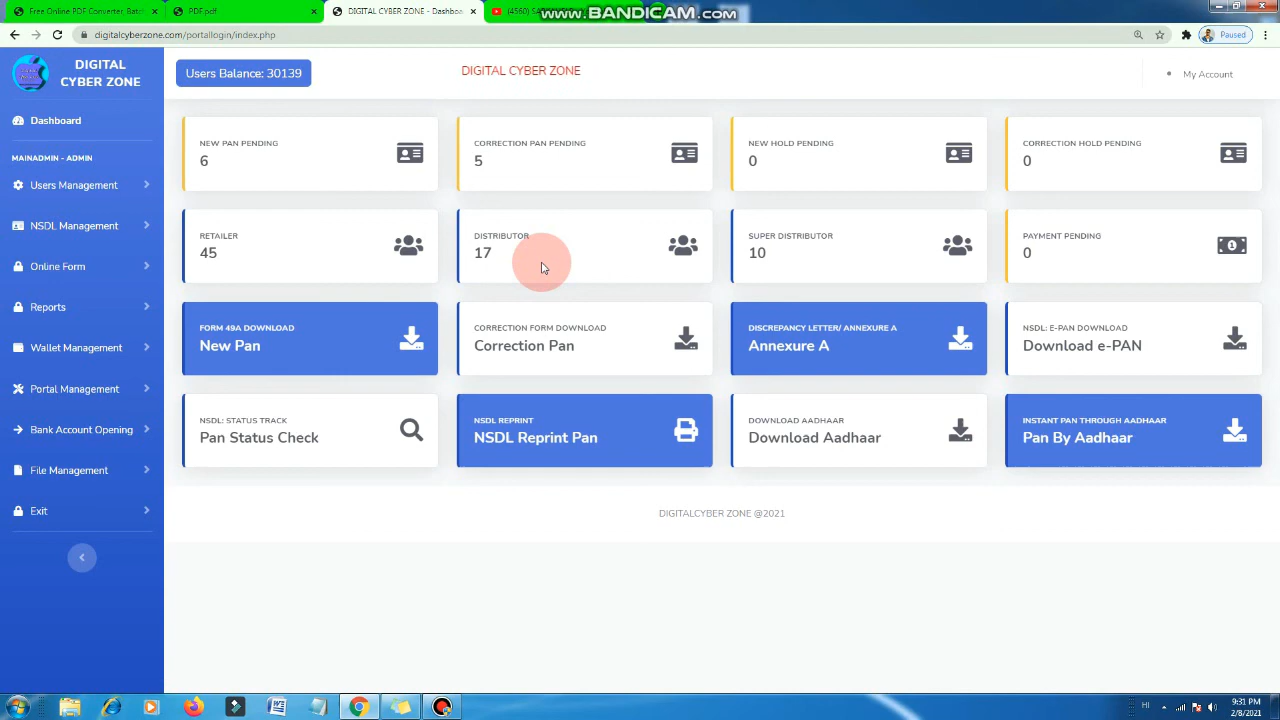 Free Online PDF Converter, Batch
PDF.pdf
DIGITAL CYBER ZONE - Dashboa
www.BANDICAM.com
digitalcyberzone.com/portallogin/index.php
Paused
DIGITAL
CYBER ZONE
Users Balance: 30139
DIGITAL CYBER ZONE
My Account
Dashboard
MAINADMIN - ADMIN
Users Management
NSDL Management
Online Form
Reports
Wallet Management
Portal Management
Bank Account Opening
File Management
Exit
NEW PAN PENDING
6
CORRECTION PAN PENDING
5
NEW HOLD PENDING
0
CORRECTION HOLD PENDING
0
RETAILER
45
DISTRIBUTOR
17
SUPER DISTRIBUTOR
10
PAYMENT PENDING
0
FORM 49A DOWNLOAD
New Pan
CORRECTION FORM DOWNLOAD
Correction Pan
DISCREPANCY LETTER/ ANNEXURE A
Annexure A
NSDL: E-PAN DOWNLOAD
Download e-PAN
NSDL: STATUS TRACK
Pan Status Check
NSDL REPRINT
NSDL Reprint Pan
DOWNLOAD AADHAAR
Download Aadhaar
INSTANT PAN THROUGH AADHAAR
Pan By Aadhaar
DIGITALCYBER ZONE @2021
HI
9:31 PM
2/8/2021